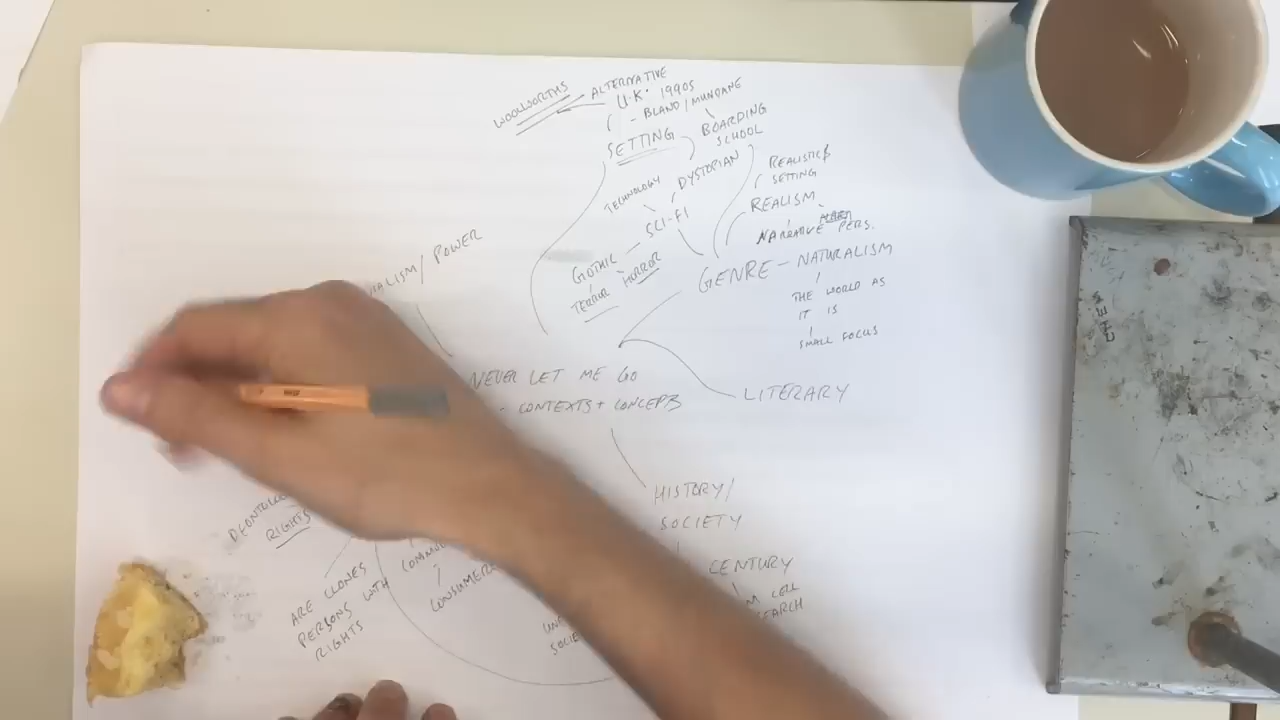 WOOLWORTHS
ALTERNATIVE
U.K. 1990S
- BLAND / MUNDANE
SETTING
BOARDING
SCHOOL
DYSTOPIAN
TECHNOLOGY
SCI-FI
GOTHIC
TERROR
HORROR
REALISTIC
SETTING
REALISM
NARRATIVE PERS.
GENRE - NATURALISM
THE WORLD AS
IT IS
SMALL FOCUS
/ POWER
NEVER LET ME GO
- CONTEXTS + CONCEPTS
LITERARY
HISTORY /
SOCIETY
CENTURY
CELL
RIGHTS
ARE CLONES
PERSONS WITH
RIGHTS